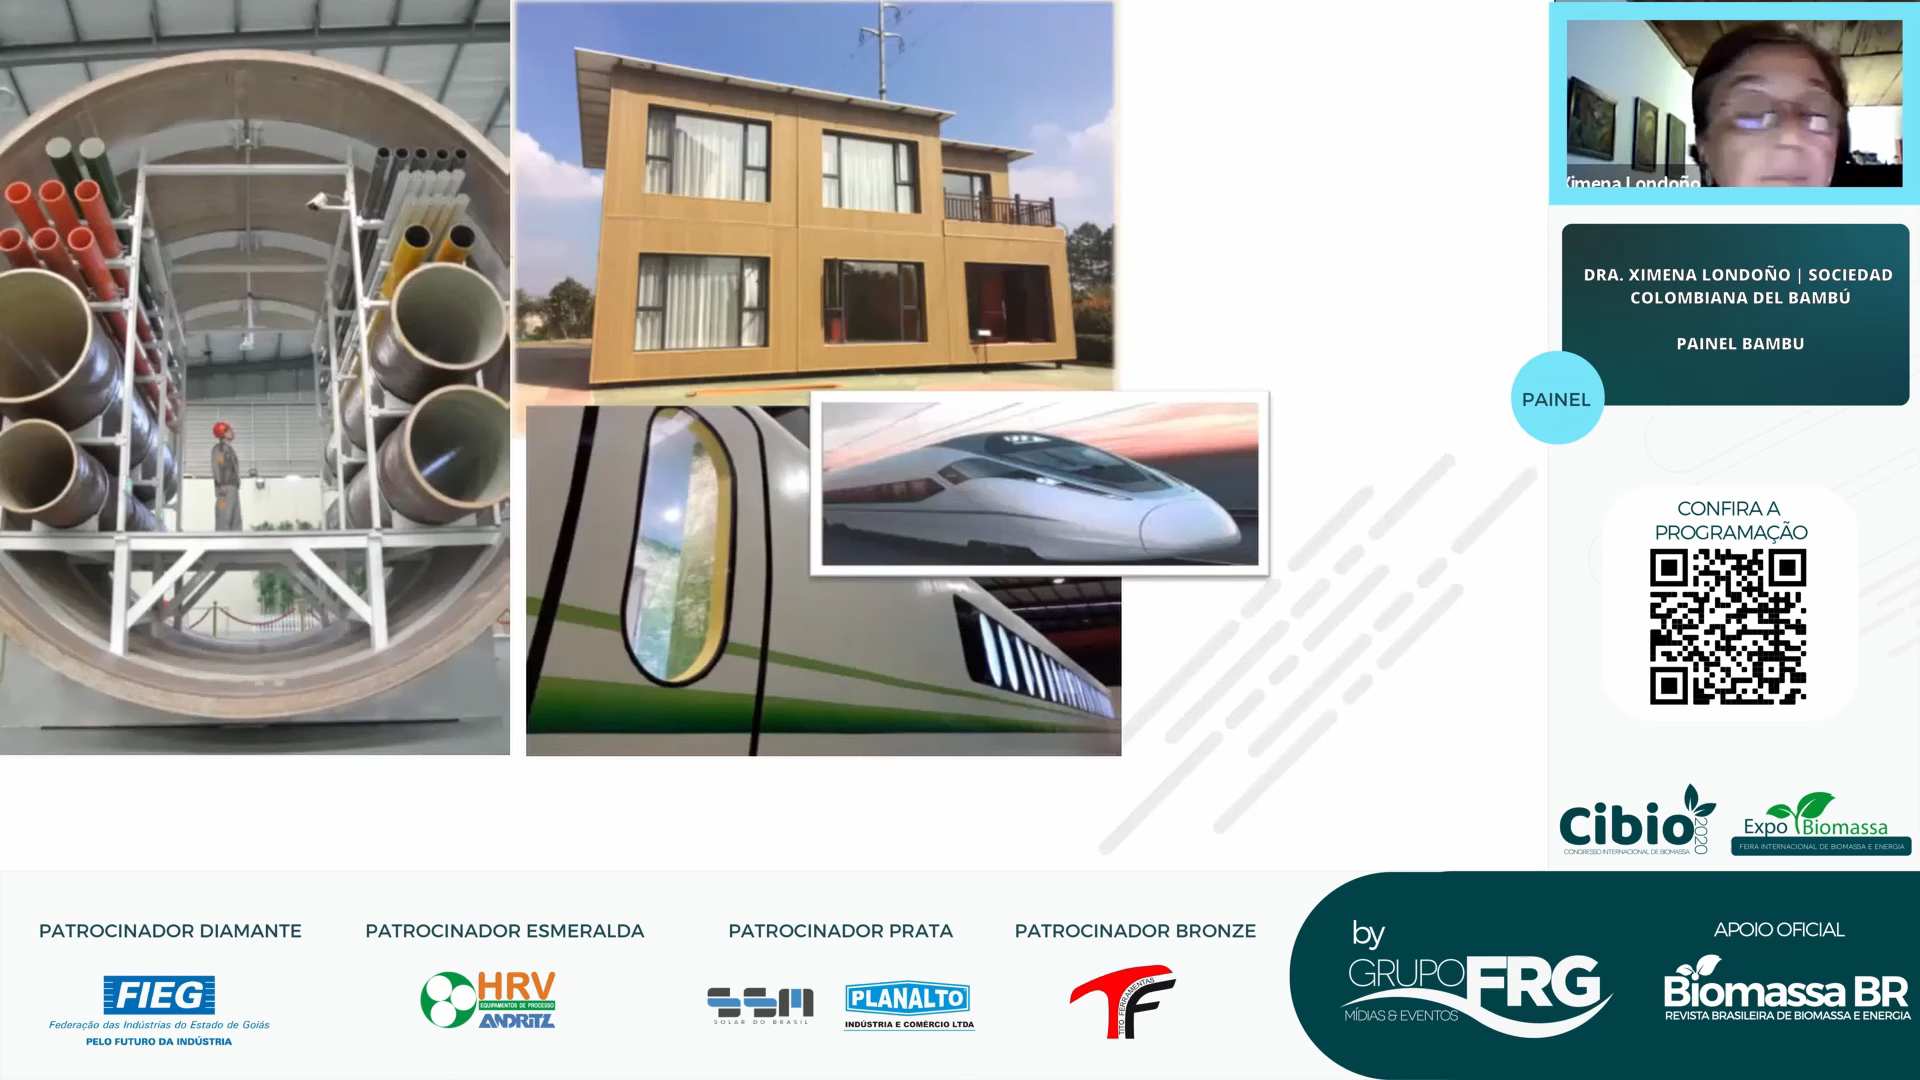 Ximena Londoño
DRA. XIMENA LONDOÑO | SOCIEDAD
COLOMBIANA DEL BAMBÚ
PAINEL BAMBU
PAINEL
CONFIRA A
PROGRAMAÇÃO
Cibio
2020
CONGRESSO INTERNACIONAL DE BIOMASSA
Expo Biomassa
FEIRA INTERNACIONAL DE BIOMASSA E ENERGIA
PATROCINADOR DIAMANTE
FIEG
Federação das Indústrias do Estado de Goiás
PELO FUTURO DA INDÚSTRIA
PATROCINADOR ESMERALDA
HRV
EQUIPAMENTOS DE PROCESSO
ANDRITZ
PATROCINADOR PRATA
SSM
SOLAR DO BRASIL
PLANALTO
INDÚSTRIA E COMÉRCIO LTDA
PATROCINADOR BRONZE
TF
TITO FERRAMENTAS
by
GRUPO FRG
MÍDIAS & EVENTOS
APOIO OFICIAL
Biomassa BR
REVISTA BRASILEIRA DE BIOMASSA E ENERGIA